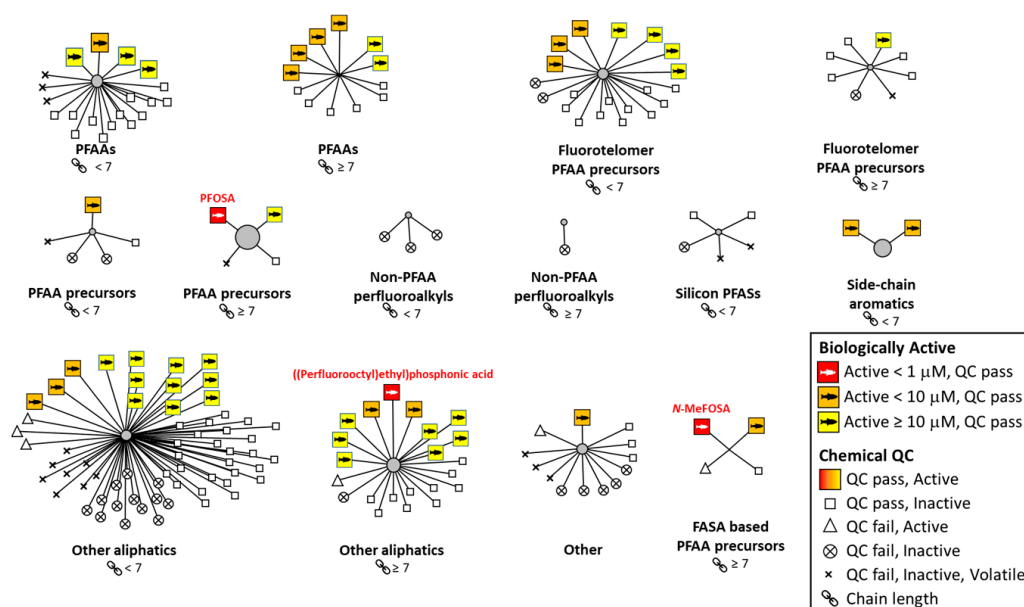 PFAAs
< 7
PFAAs
≥ 7
Fluorotelomer
PFAA precursors
< 7
Fluorotelomer
PFAA precursors
≥ 7
PFAA precursors
< 7
PFOSA
PFAA precursors
≥ 7
Non-PFAA
perfluoroalkyls
< 7
Non-PFAA
perfluoroalkyls
≥ 7
Silicon PFASs
< 7
Side-chain
aromatics
< 7
Other aliphatics
< 7
((Perfluorooctyl)ethyl)phosphonic acid
Other aliphatics
≥ 7
Other
N-MeFOSA
FASA based
PFAA precursors
≥ 7
Biologically Active
Active < 1 μM, QC pass
Active < 10 μM, QC pass
Active ≥ 10 μM, QC pass
Chemical QC
QC pass, Active
QC pass, Inactive
QC fail, Active
QC fail, Inactive
QC fail, Inactive, Volatile
Chain length